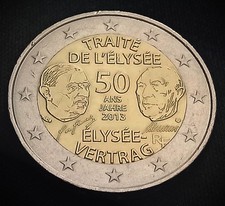 TRAITÉ
DE L'ÉLYSÉE
50
ANS
JAHRE
2013
ÉLYSÉE-
VERTRAG